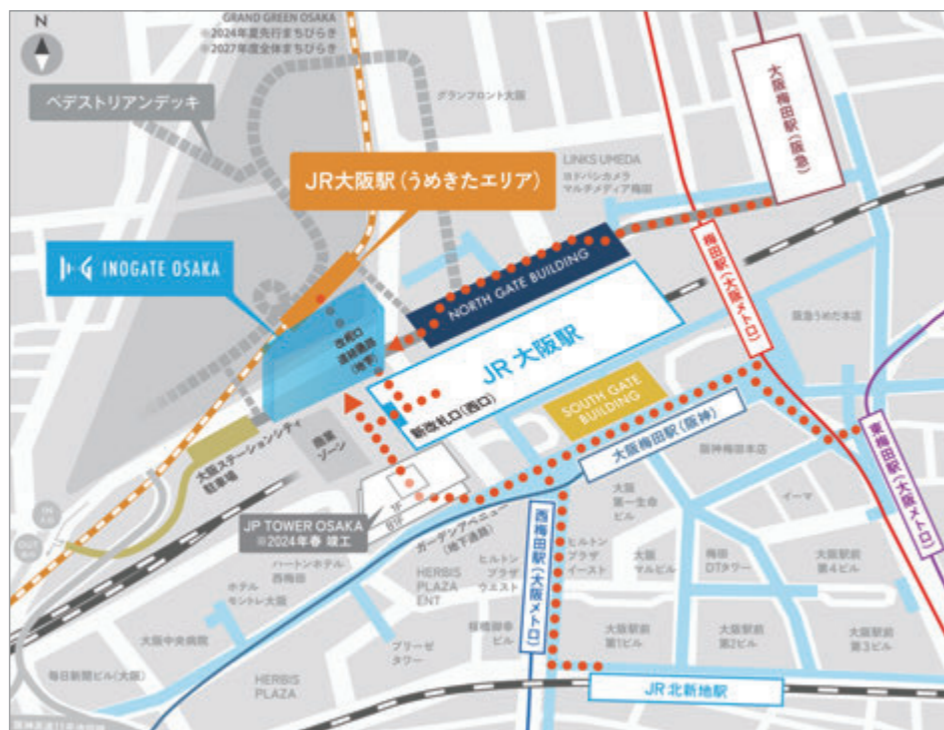 N
GRAND GREEN OSAKA
※2024年夏先行まちびらき
※2027年度全体まちびらき
ペデストリアンデッキ
グランフロント大阪
大阪梅田駅(阪急)
JR大阪駅(うめきたエリア)
LINKS UMEDA
ヨドバシカメラ
マルチメディア梅田
INOGATE OSAKA
NORTH GATE BUILDING
梅田駅(大阪メトロ)
改札口
連絡通路
(地下)
JR 大阪駅
阪急うめだ本店
新改札口(西口)
SOUTH GATE
BUILDING
大阪ステーションシティ
駐車場
商業
ゾーン
大阪梅田駅(阪神)
阪神梅田本店
東梅田駅(大阪メトロ)
IN
OUT
1F
B1F
JP TOWER OSAKA
※2024年春 竣工
ガーデンアベニュー
(地下通路)
大阪
第一生命
ビル
イーマ
西梅田駅(大阪メトロ)
ハートンホテル
西梅田
HERBIS
PLAZA
ENT
ヒルトン
プラザ
ウエスト
ヒルトン
プラザ
イースト
大阪
マルビル
梅田
DTタワー
大阪駅前
第4ビル
ホテル
モントレ大阪
大阪中央病院
ブリーゼ
タワー
桜橋御幸
ビル
大阪駅前
第1ビル
大阪駅前
第2ビル
大阪駅前
第3ビル
毎日新聞ビル(大阪)
HERBIS
PLAZA
JR北新地駅